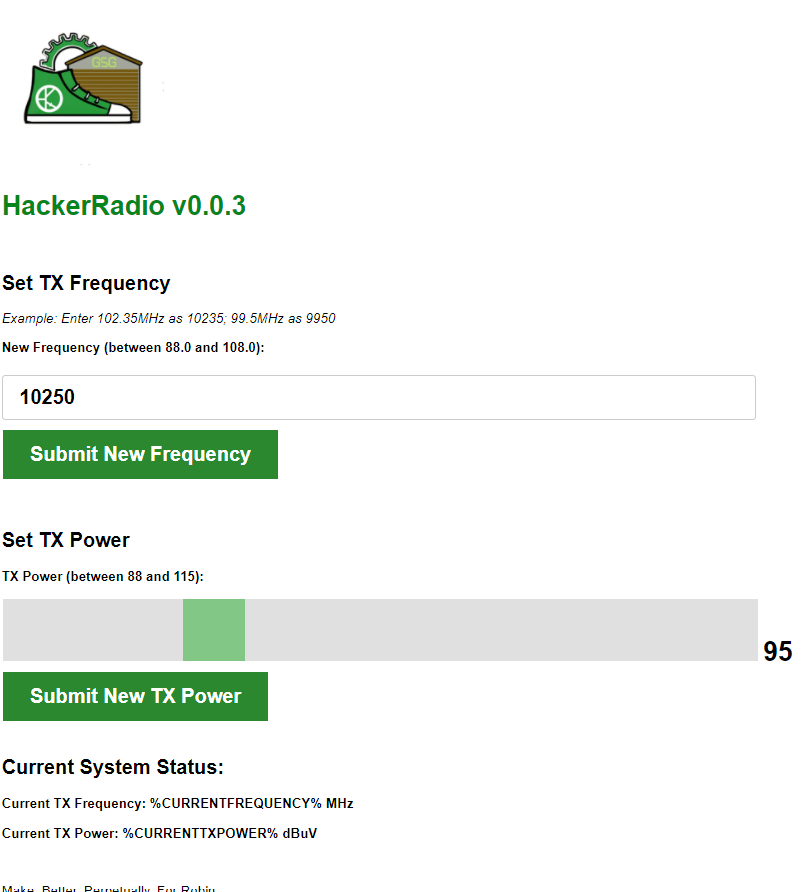 GSG
HackerRadio v0.0.3
Set TX Frequency
Example: Enter 102.35MHz as 10235; 99.5MHz as 9950
New Frequency (between 88.0 and 108.0):
10250
Submit New Frequency
Set TX Power
TX Power (between 88 and 115):
95
Submit New TX Power
Current System Status:
Current TX Frequency: %CURRENTFREQUENCY% MHz
Current TX Power: %CURRENTTXPOWER% dBuV
Make. Better. Perpetually. For Robin.